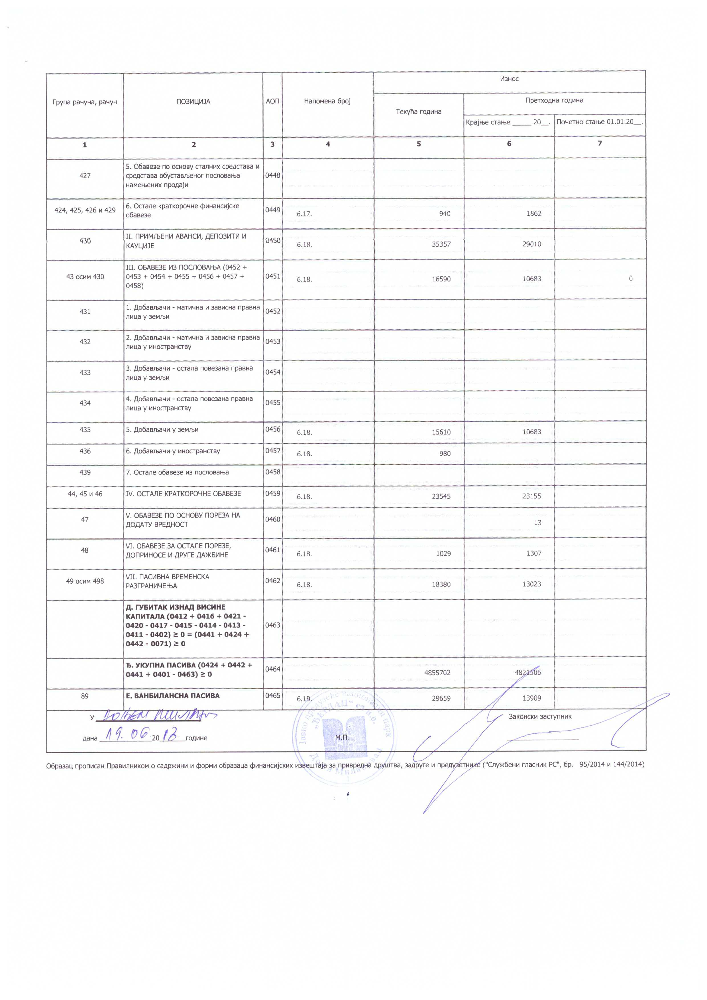 Група рачуна, рачун
ПОЗИЦИЈА
АОП
Напомена број
Износ
Текућа година
Претходна година
Крајње стање _____ 20__.
Почетно стање 01.01.20__.
1 2 3 4 5 6 7
427
5. Обавезе по основу сталних средстава и
средстава обустављеног пословања
намењених продаји
0448
424, 425, 426 и 429
6. Остале краткорочне финансијске
обавезе
0449 6.17. 940 1862
430
II. ПРИМЉЕНИ АВАНСИ, ДЕПОЗИТИ И
КАУЦИЈЕ
0450 6.18. 35357 29010
43 осим 430
III. ОБАВЕЗЕ ИЗ ПОСЛОВАЊА (0452 +
0453 + 0454 + 0455 + 0456 + 0457 +
0458)
0451 6.18. 16590 10683 0
431
1. Добављачи - матична и зависна правна
лица у земљи
0452
432
2. Добављачи - матична и зависна правна
лица у иностранству
0453
433
3. Добављачи - остала повезана правна
лица у земљи
0454
434
4. Добављачи - остала повезана правна
лица у иностранству
0455
435 5. Добављачи у земљи 0456 6.18. 15610 10683
436 6. Добављачи у иностранству 0457 6.18. 980
439 7. Остале обавезе из пословања 0458
44, 45 и 46 IV. ОСТАЛЕ КРАТКОРОЧНЕ ОБАВЕЗЕ 0459 6.18. 23545 23155
47
V. ОБАВЕЗЕ ПО ОСНОВУ ПОРЕЗА НА
ДОДАТУ ВРЕДНОСТ
0460 13
48
VI. ОБАВЕЗЕ ЗА ОСТАЛЕ ПОРЕЗЕ,
ДОПРИНОСЕ И ДРУГЕ ДАЖБИНЕ
0461 6.18. 1029 1307
49 осим 498
VII. ПАСИВНА ВРЕМЕНСКА
РАЗГРАНИЧЕЊА
0462 6.18. 18380 13023
Д. ГУБИТАК ИЗНАД ВИСИНЕ
КАПИТАЛА (0412 + 0416 + 0421 -
0420 - 0417 - 0415 - 0414 - 0413 -
0411 - 0402) ≥ 0 = (0441 + 0424 +
0442 - 0071) ≥ 0
0463
Ђ. УКУПНА ПАСИВА (0424 + 0442 +
0441 + 0401 - 0463) ≥ 0
0464 4855702 4821506
89 Е. ВАНБИЛАНСНА ПАСИВА 0465 6.19. 29659 13909
У
Законски заступник
дана 19. 06. 20 године
М.П.
Јавно предузеће национални парк
„ЂЕРДАП“ са п.о.
Доњи Милановац
Образац прописан Правилником о садржини и форми образаца финансијских извештаја за привредна друштва, задруге и предузетнике ("Службени гласник РС", бр. 95/2014 и 144/2014)